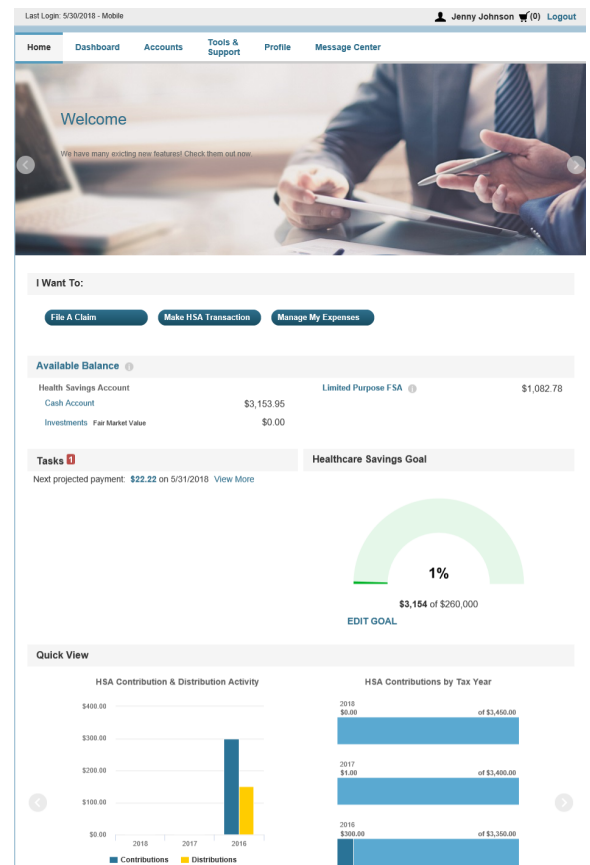 Last Login: 5/30/2018 - Mobile
Jenny Johnson (0) Logout
Home Dashboard Accounts Tools & Support Profile Message Center
Welcome
We have many exicting new features! Check them out now.
I Want To:
File A Claim Make HSA Transaction Manage My Expenses
Available Balance
Health Savings Account
Limited Purpose FSA $1,082.78
Cash Account $3,153.95
Investments Fair Market Value $0.00
Tasks 1
Next projected payment: $22.22 on 5/31/2018 View More
Healthcare Savings Goal
1%
$3,154 of $260,000
EDIT GOAL
Quick View
HSA Contribution & Distribution Activity
$400.00
$300.00
$200.00
$100.00
$0.00
2018 2017 2016
Contributions Distributions
HSA Contributions by Tax Year
2018
$0.00 of $3,450.00
2017
$1.00 of $3,400.00
2016
$300.00 of $3,350.00